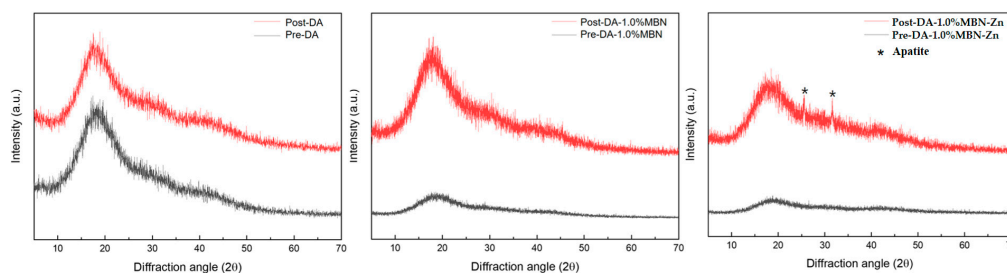 Post-DA
Pre-DA
Intensity (a.u.)
10 20 30 40 50 60 70
Diffraction angle (2θ)
Post-DA-1.0%MBN
Pre-DA-1.0%MBN
Intensity (a.u.)
10 20 30 40 50 60 70
Diffraction angle (2θ)
Post-DA-1.0%MBN-Zn
Pre-DA-1.0%MBN-Zn
* Apatite
* *
Intensity (a.u.)
10 20 30 40 50 60 70
Diffraction angle (2θ)